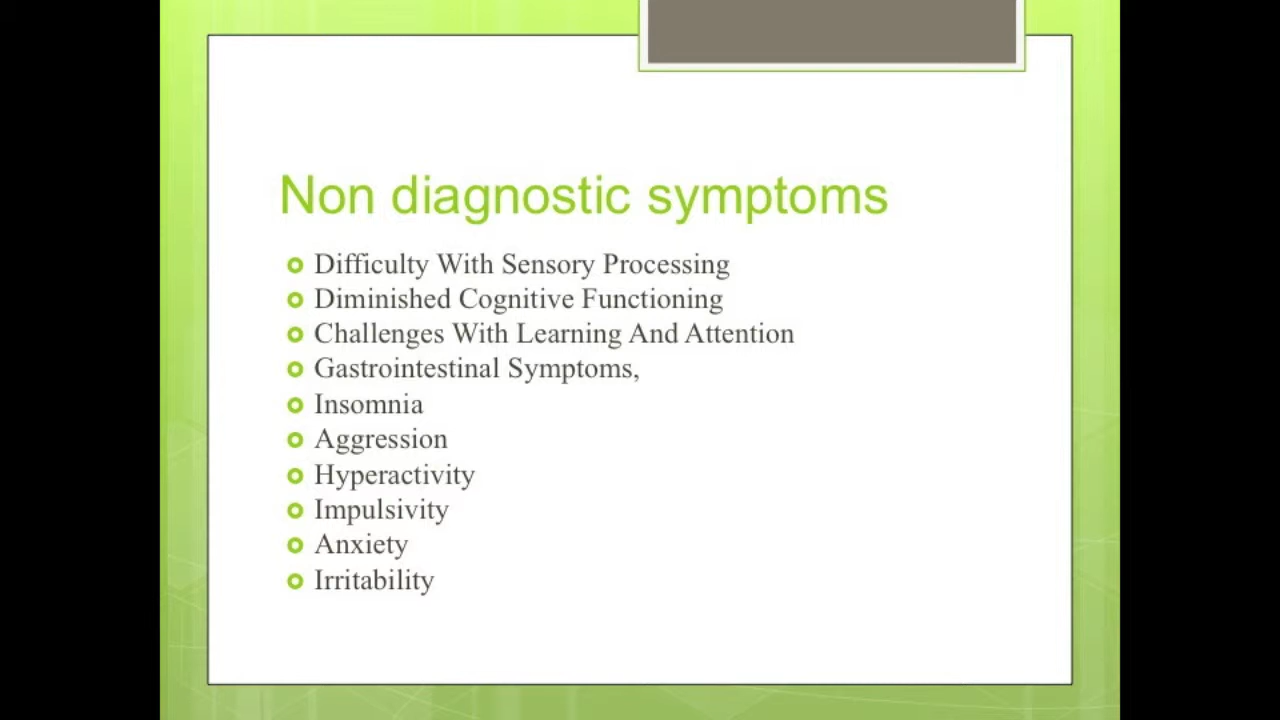 Non diagnostic symptoms
Difficulty With Sensory Processing
Diminished Cognitive Functioning
Challenges With Learning And Attention
Gastrointestinal Symptoms,
Insomnia
Aggression
Hyperactivity
Impulsivity
Anxiety
Irritability